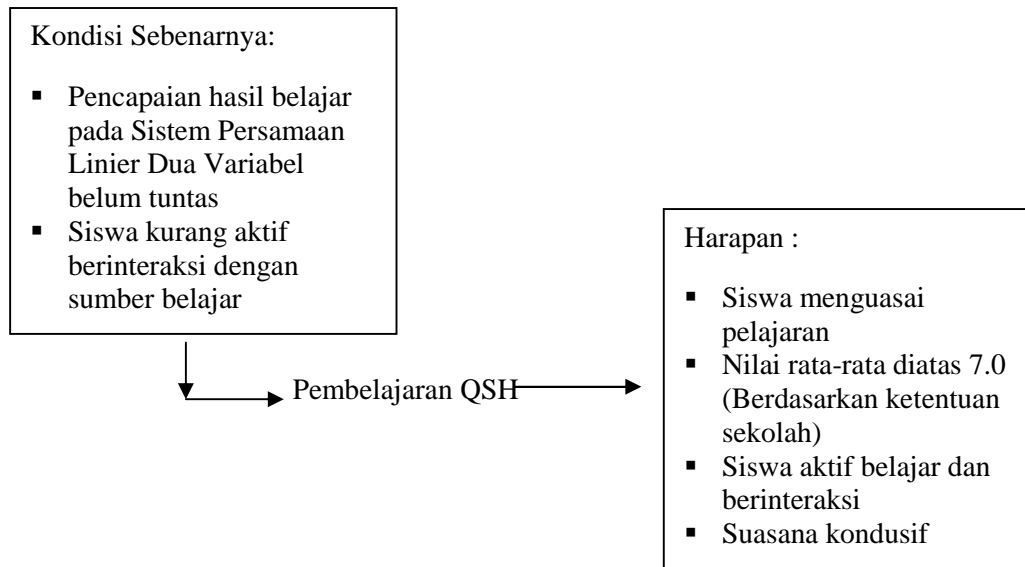 Kondisi Sebenarnya:
▪ Pencapaian hasil belajar
pada Sistem Persamaan
Linier Dua Variabel
belum tuntas
▪ Siswa kurang aktif
berinteraksi dengan
sumber belajar
Pembelajaran QSH
Harapan :
▪ Siswa menguasai
pelajaran
▪ Nilai rata-rata diatas 7.0
(Berdasarkan ketentuan
sekolah)
▪ Siswa aktif belajar dan
berinteraksi
▪ Suasana kondusif